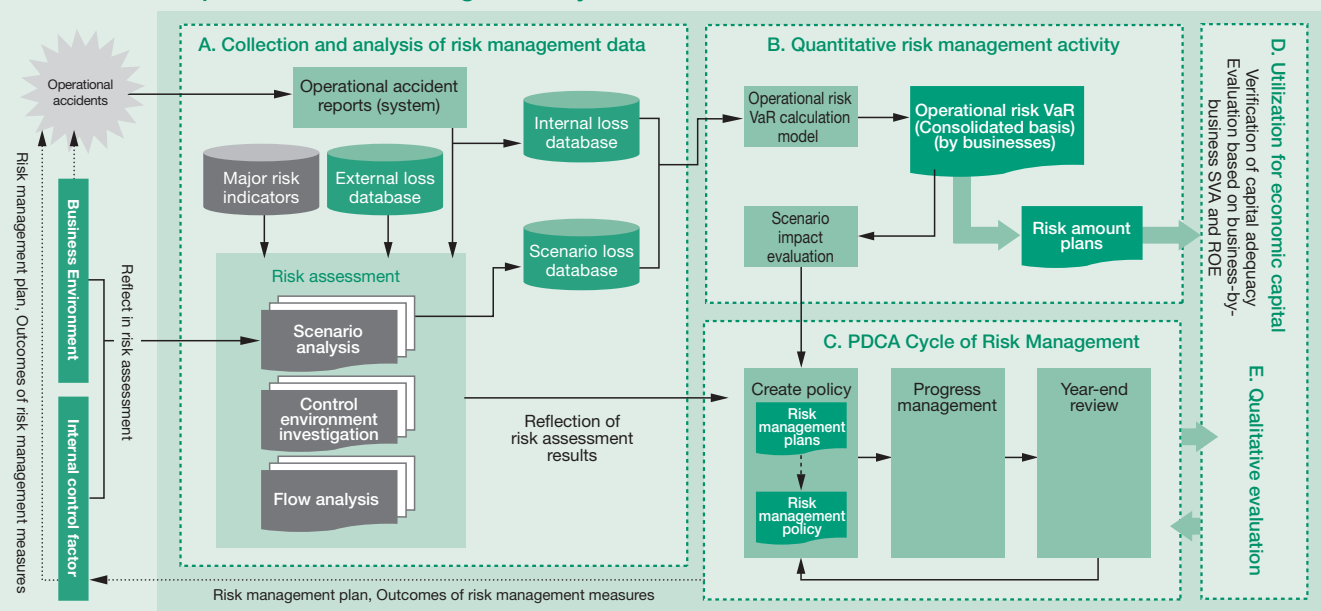 A. Collection and analysis of risk management data
Operational
accidents
Operational accident
reports (system)
Major risk
indicators
External loss
database
Internal loss
database
Scenario loss
database
Risk assessment
Scenario
analysis
Control
environment
investigation
Flow analysis
Business Environment
Internal control factor
Reflect in risk assessment
Risk management plan, Outcomes of risk management measures
Reflection of
risk assessment
results
Risk management plan, Outcomes of risk management measures
B. Quantitative risk management activity
Operational risk
VaR calculation
model
Operational risk VaR
(Consolidated basis)
(by businesses)
Scenario
impact
evaluation
Risk amount
plans
C. PDCA Cycle of Risk Management
Create policy
Risk
management
plans
Risk
management
policy
Progress
management
Year-end
review
D. Utilization for economic capital
Verification of capital adequacy
Evaluation based on business-by-
business SVA and ROE
E. Qualitative evaluation